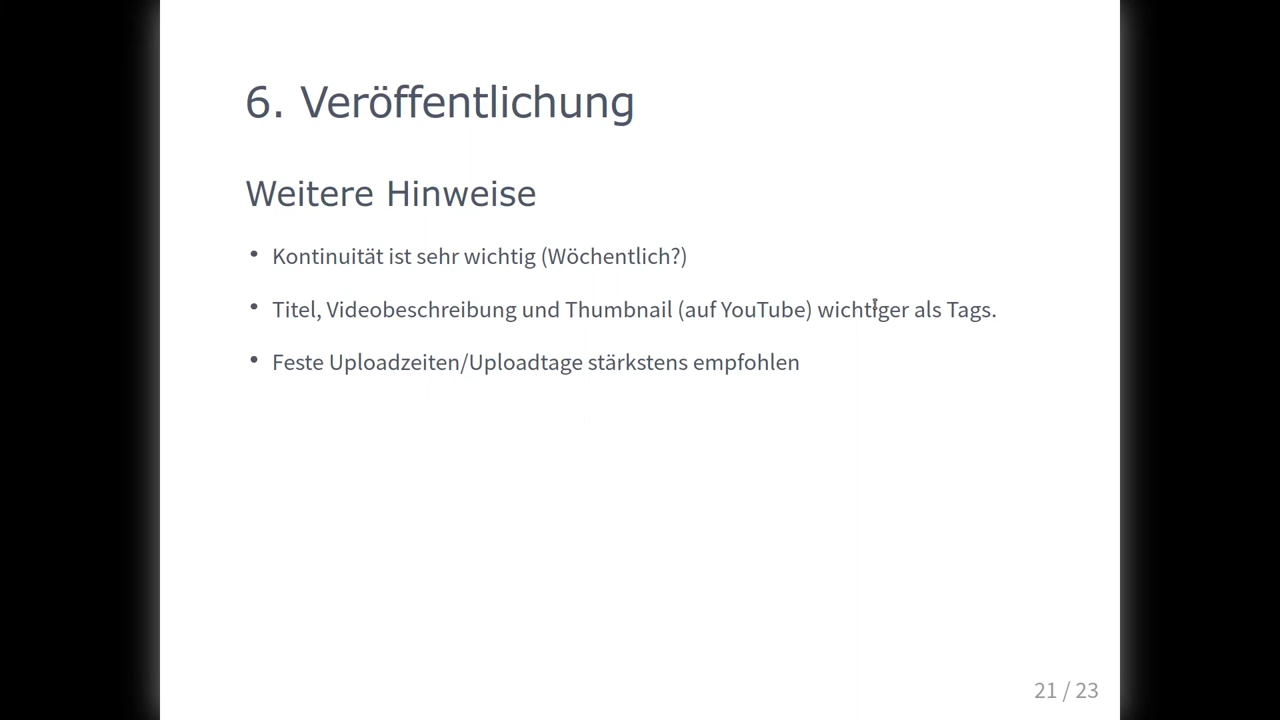 6. Veröffentlichung
Weitere Hinweise
• Kontinuität ist sehr wichtig (Wöchentlich?)
• Titel, Videobeschreibung und Thumbnail (auf YouTube) wichtiger als Tags.
• Feste Uploadzeiten/Uploadtage stärkstens empfohlen
21 / 23